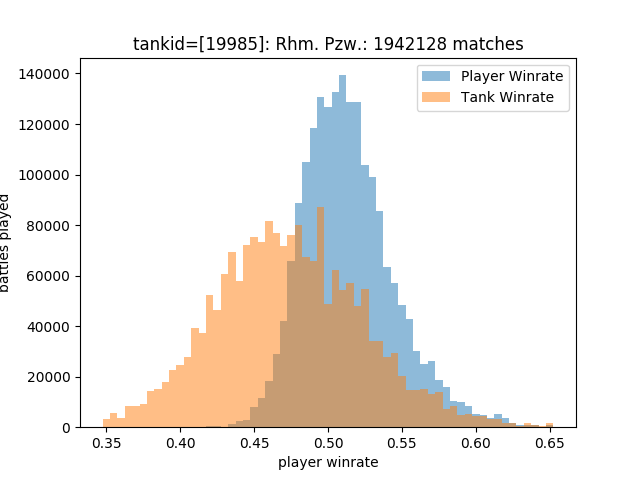 tankid=[19985]: Rhm. Pzw.: 1942128 matches
Player Winrate
Tank Winrate
140000
120000
100000
80000
60000
40000
20000
0
battles played
0.35 0.40 0.45 0.50 0.55 0.60 0.65
player winrate